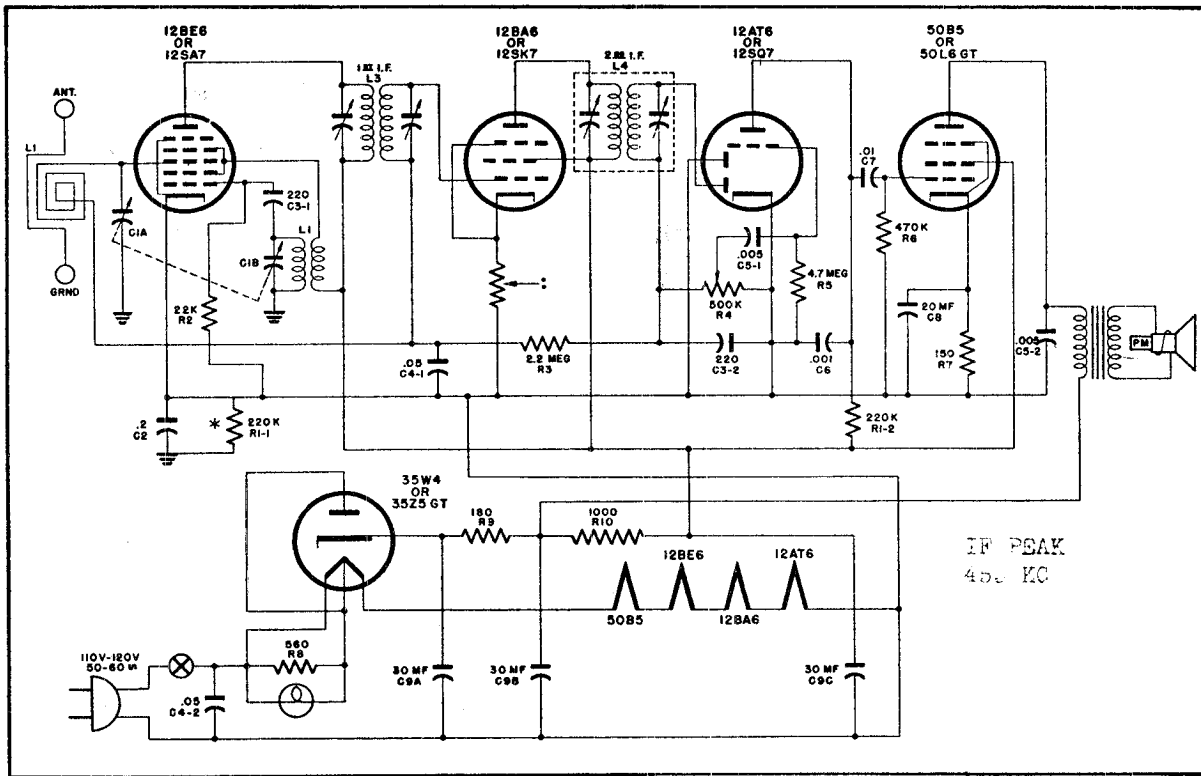 12BE6
OR
12SA7
12BA6
OR
12SK7
12AT6
OR
12SQ7
50B5
OR
50L6 GT
1 I.F.
L3
2 I.F.
L4
ANT.
L1
GRND
C1A
220
C3-1
L1
C1B
22K
R2
.2
C2
*
220K
R1-1
.05
C4-1
2.2 MEG
R3
.005
C5-1
500K
R4
220
C3-2
4.7 MEG
R5
.001
C6
.01
C7
470K
R6
20 MF
C8
150
R7
220K
R1-2
.005
C5-2
PM
35W4
OR
35Z5 GT
180
R9
1000
R10
12BE6
12AT6
50B5
12BA6
IF PEAK
KC
110V-120V
50-60
560
R8
.05
C4-2
30 MF
C9A
30 MF
C9B
30 MF
C9C